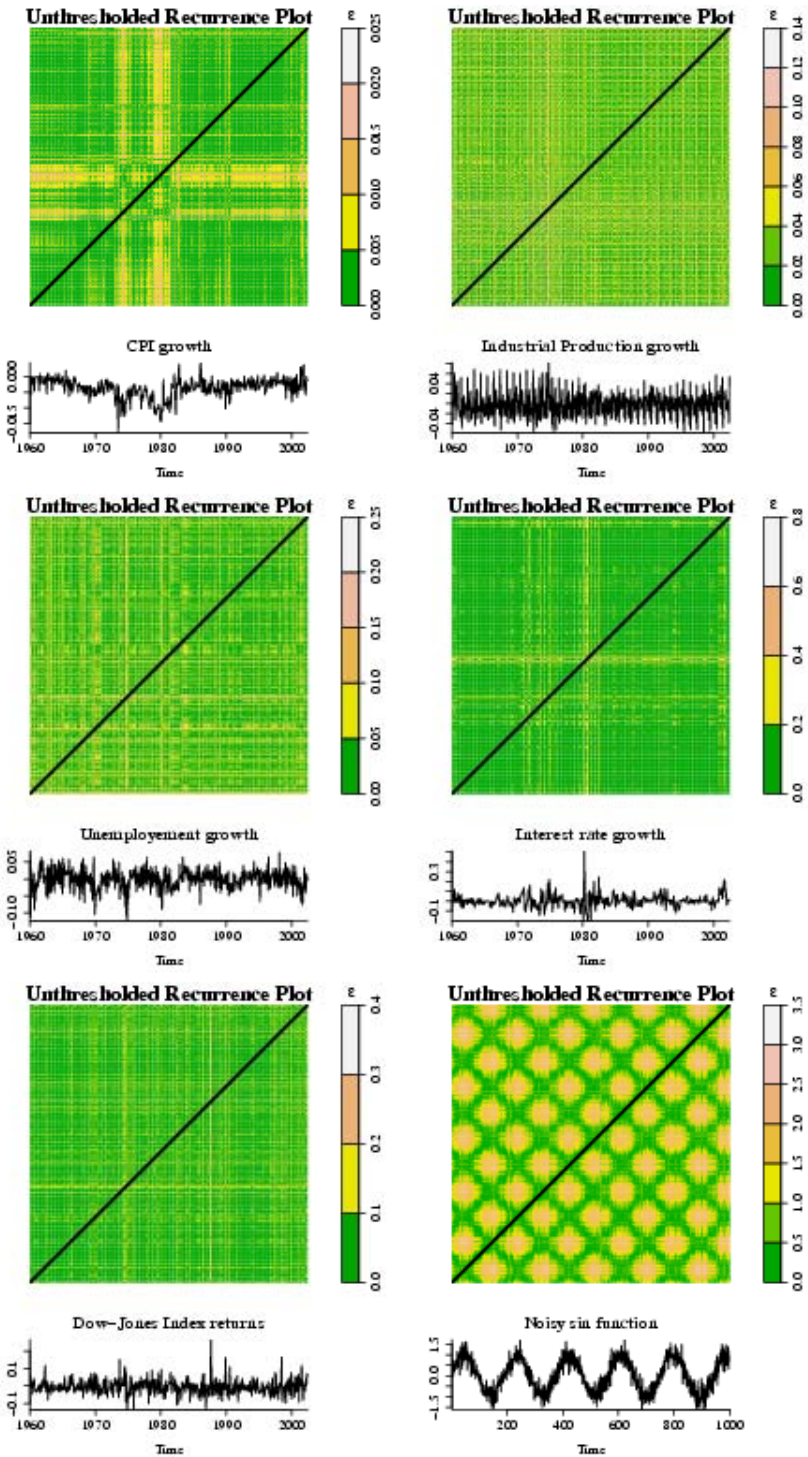 Unthresholded Recurrence Plot ε
0.000 0.005 0.010 0.015 0.020 0.025
CPI growth
0.000
−0.015
1960 1970 1980 1990 2000
Time
Unthresholded Recurrence Plot ε
0.00 0.02 0.04 0.06 0.08 0.10 0.12 0.14
Industrial Production growth
0.04
−0.04
1960 1970 1980 1990 2000
Time
Unthresholded Recurrence Plot ε
0.00 0.05 0.10 0.15 0.20 0.25
Unemployement growth
0.05
−0.10
1960 1970 1980 1990 2000
Time
Unthresholded Recurrence Plot ε
0.0 0.2 0.4 0.6 0.8
Interest rate growth
0.3
−0.1
1960 1970 1980 1990 2000
Time
Unthresholded Recurrence Plot ε
0.0 0.1 0.2 0.3 0.4
Dow−Jones Index returns
0.1
−0.1
1960 1970 1980 1990 2000
Time
Unthresholded Recurrence Plot ε
0.0 0.5 1.0 1.5 2.0 2.5 3.0 3.5
Noisy sin function
1.5
0.0
−1.5
200 400 600 800 1000
Time